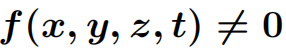 f(x, y, z, t) ≠ 0